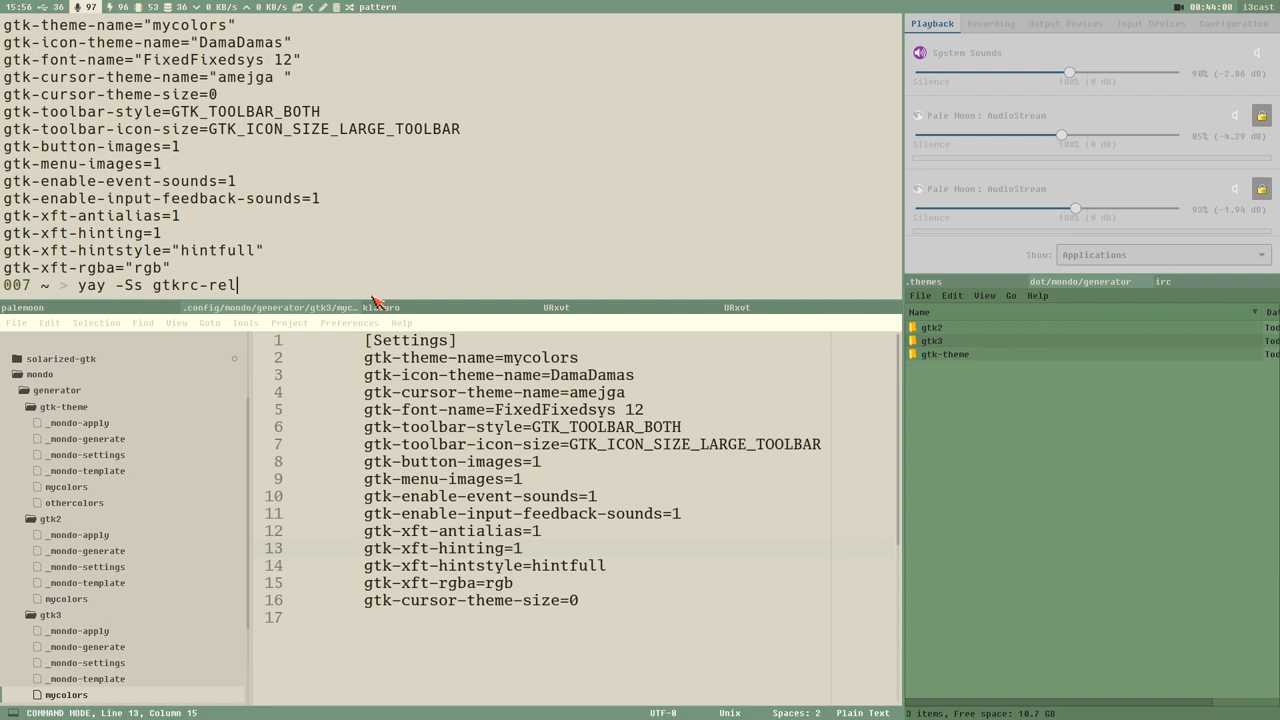 15:56 36 97 96 53 36 0 KB/s 0 KB/s pattern 00:44:00 i3cast
gtk-theme-name="mycolors"
gtk-icon-theme-name="DamaDamas"
gtk-font-name="FixedFixedsys 12"
gtk-cursor-theme-name="amejga "
gtk-cursor-theme-size=0
gtk-toolbar-style=GTK_TOOLBAR_BOTH
gtk-toolbar-icon-size=GTK_ICON_SIZE_LARGE_TOOLBAR
gtk-button-images=1
gtk-menu-images=1
gtk-enable-event-sounds=1
gtk-enable-input-feedback-sounds=1
gtk-xft-antialias=1
gtk-xft-hinting=1
gtk-xft-hintstyle="hintfull"
gtk-xft-rgba="rgb"
007 ~ > yay -Ss gtkrc-rel
palemoon .config/mondo/generator/gtk3/myc… URxvt URxvt
File Edit Selection Find View Goto Tools Project Preferences Help
solarized-gtk
mondo
generator
gtk-theme
_mondo-apply
_mondo-generate
_mondo-settings
_mondo-template
mycolors
othercolors
gtk2
_mondo-apply
_mondo-generate
_mondo-settings
_mondo-template
mycolors
gtk3
_mondo-apply
_mondo-generate
_mondo-settings
_mondo-template
mycolors
1 [Settings]
2 gtk-theme-name=mycolors
3 gtk-icon-theme-name=DamaDamas
4 gtk-cursor-theme-name=amejga
5 gtk-font-name=FixedFixedsys 12
6 gtk-toolbar-style=GTK_TOOLBAR_BOTH
7 gtk-toolbar-icon-size=GTK_ICON_SIZE_LARGE_TOOLBAR
8 gtk-button-images=1
9 gtk-menu-images=1
10 gtk-enable-event-sounds=1
11 gtk-enable-input-feedback-sounds=1
12 gtk-xft-antialias=1
13 gtk-xft-hinting=1
14 gtk-xft-hintstyle=hintfull
15 gtk-xft-rgba=rgb
16 gtk-cursor-theme-size=0
17
COMMAND MODE, Line 13, Column 15 UTF-8 Unix Spaces: 2 Plain Text
Playback Recording Output Devices Input Devices Configuration
System Sounds
90% (-2.86 dB)
Silence 100% (0 dB)
Pale Moon: AudioStream
85% (-4.29 dB)
Silence 100% (0 dB)
Pale Moon: AudioStream
93% (-1.94 dB)
Silence 100% (0 dB)
Show: Applications
.themes dot/mondo/generator irc
File Edit View Go Help
Name Dat
gtk2 Tod
gtk3 Tod
gtk-theme Tod
3 items, Free space: 10.7 GB